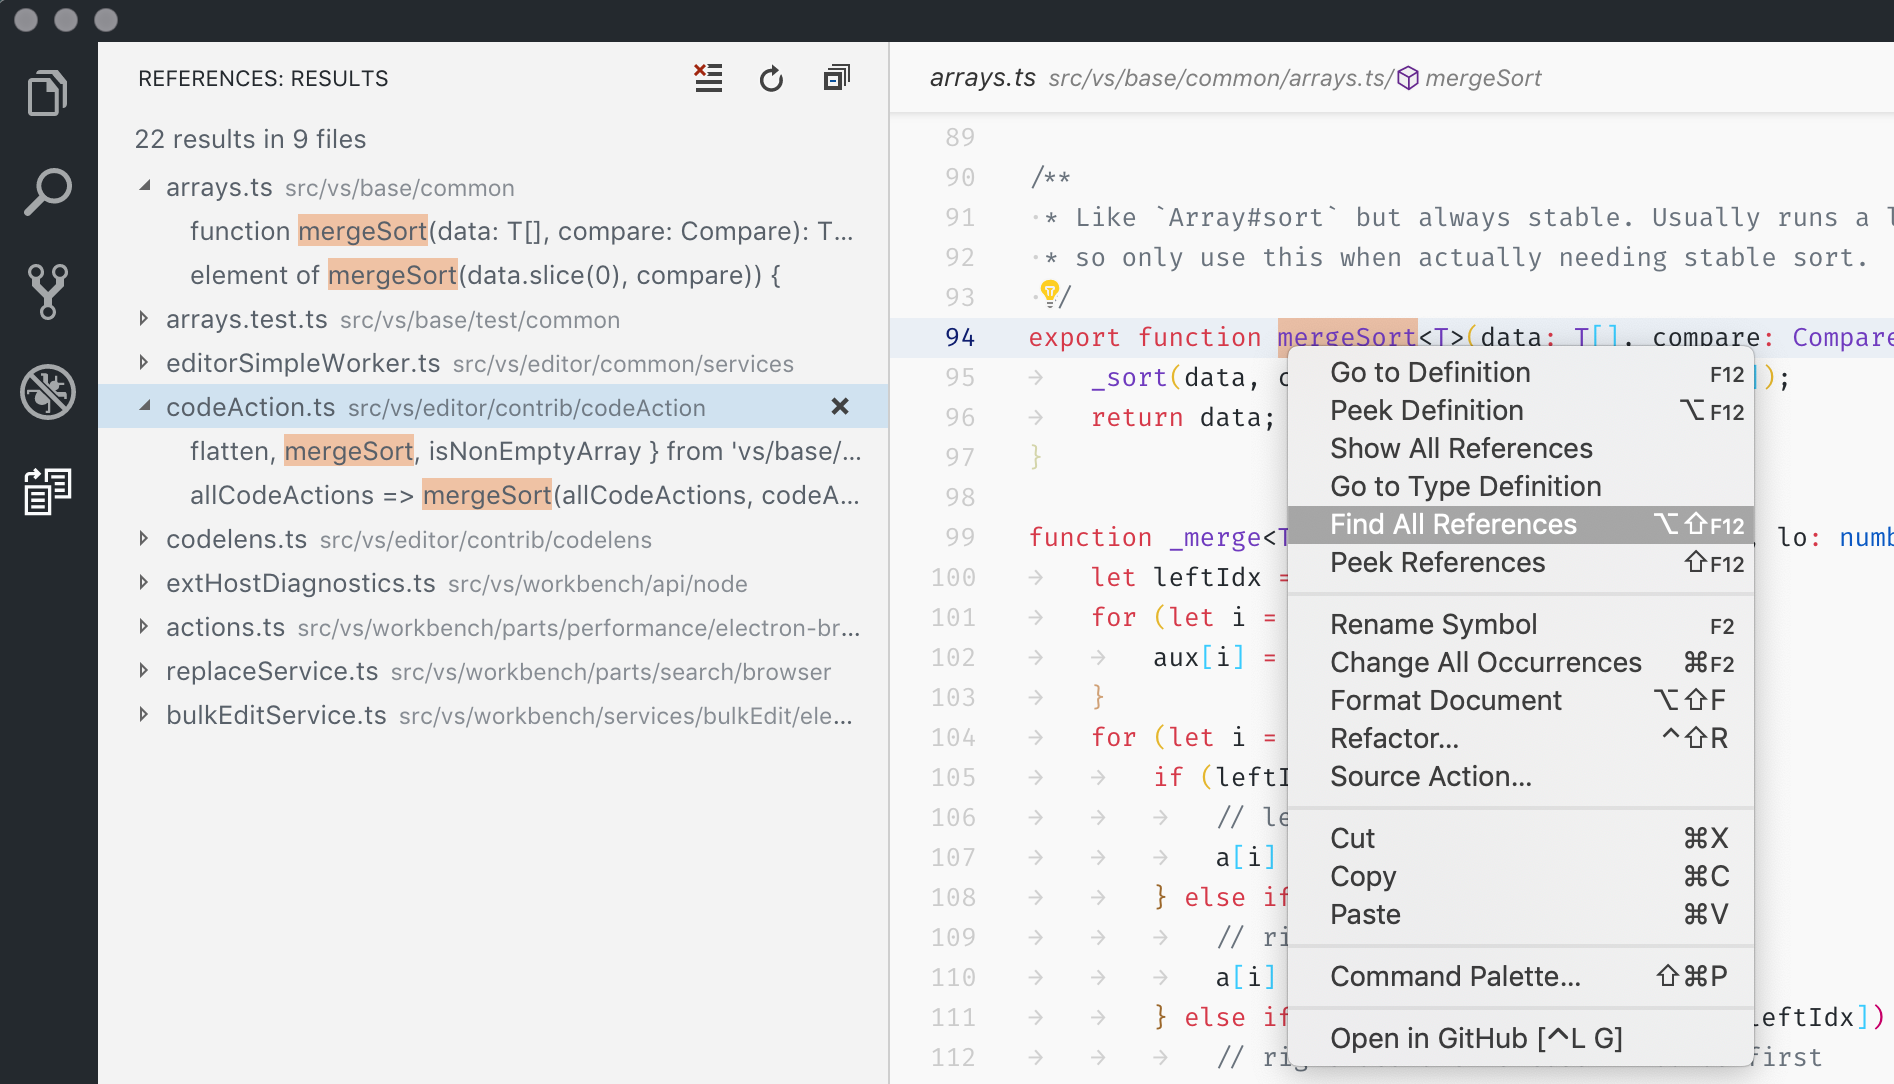 REFERENCES: RESULTS
22 results in 9 files
arrays.ts src/vs/base/common
function mergeSort(data: T[], compare: Compare): T...
element of mergeSort(data.slice(0), compare)) {
arrays.test.ts src/vs/base/test/common
editorSimpleWorker.ts src/vs/editor/common/services
codeAction.ts src/vs/editor/contrib/codeAction
flatten, mergeSort, isNonEmptyArray } from 'vs/base/...
allCodeActions => mergeSort(allCodeActions, codeA...
codelens.ts src/vs/editor/contrib/codelens
extHostDiagnostics.ts src/vs/workbench/api/node
actions.ts src/vs/workbench/parts/performance/electron-br...
replaceService.ts src/vs/workbench/parts/search/browser
bulkEditService.ts src/vs/workbench/services/bulkEdit/ele...
arrays.ts src/vs/base/common/arrays.ts/ mergeSort
89
90 /**
91 * Like `Array#sort` but always stable. Usually runs a
92 * so only use this when actually needing stable sort.
93 */
94 export function mergeSort<T>(data: T[], compare: Compare
95 _sort(data, ]);
96 return data;
97 }
98
99 function _merge< , lo: numb
100 let leftIdx =
101 for (let i =
102 aux[i] =
103 }
104 for (let i =
105 if (leftI
106 // le
107 a[i]
108 } else if
109 // ri
110 a[i]
111 } else if leftIdx])
112 // ri first
Go to Definition F12
Peek Definition ⌥F12
Show All References
Go to Type Definition
Find All References ⌥⇧F12
Peek References ⇧F12
Rename Symbol F2
Change All Occurrences ⌘F2
Format Document ⌥⇧F
Refactor... ^⇧R
Source Action...
Cut ⌘X
Copy ⌘C
Paste ⌘V
Command Palette... ⇧⌘P
Open in GitHub [^L G]